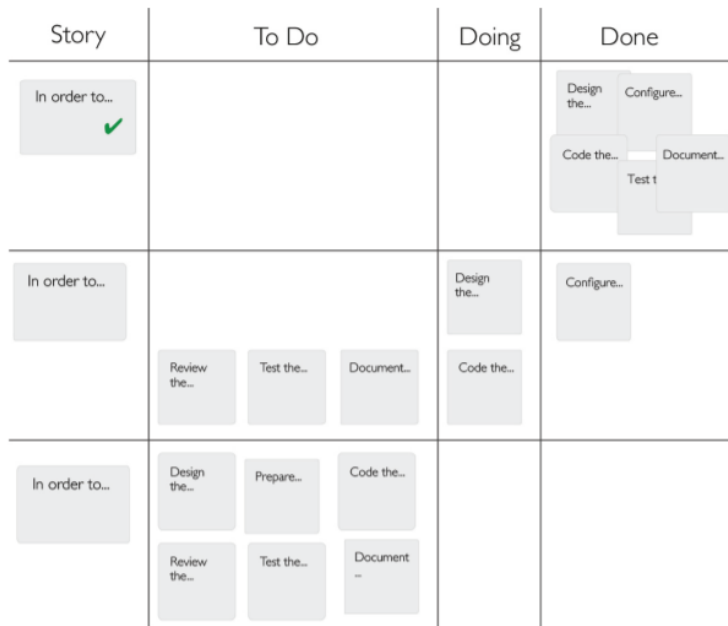 Story
To Do
Doing
Done
In order to...
✔
Design
the...
Configure...
Code the...
Document...
Test t
In order to...
Review
the...
Test the...
Document...
Design
the...
Code the...
Configure...
In order to...
Design
the...
Prepare...
Code the...
Review
the...
Test the...
Document
...